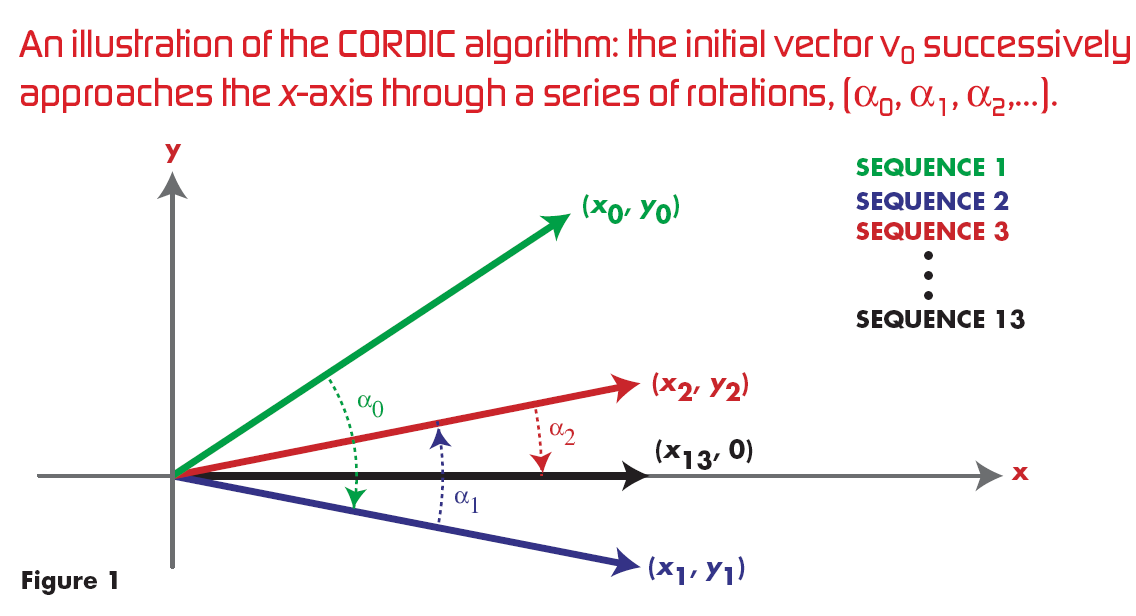 An illustration of the CORDIC algorithm: the initial vector v₀ successively
approaches the x-axis through a series of rotations, (α₀, α₁, α₂,...).
y
SEQUENCE 1
SEQUENCE 2
SEQUENCE 3
SEQUENCE 13
(x₀, y₀)
(x₂, y₂)
α₀
α₂
(x₁₃, 0)
x
α₁
(x₁, y₁)
Figure 1